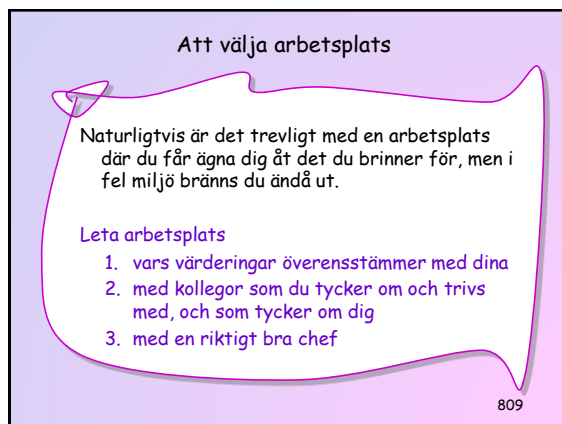 Att välja arbetsplats
Naturligtvis är det trevligt med en arbetsplats
där du får ägna dig åt det du brinner för, men i
fel miljö bränns du ändå ut.
Leta arbetsplats
1. vars värderingar överensstämmer med dina
2. med kollegor som du tycker om och trivs
med, och som tycker om dig
3. med en riktigt bra chef
809